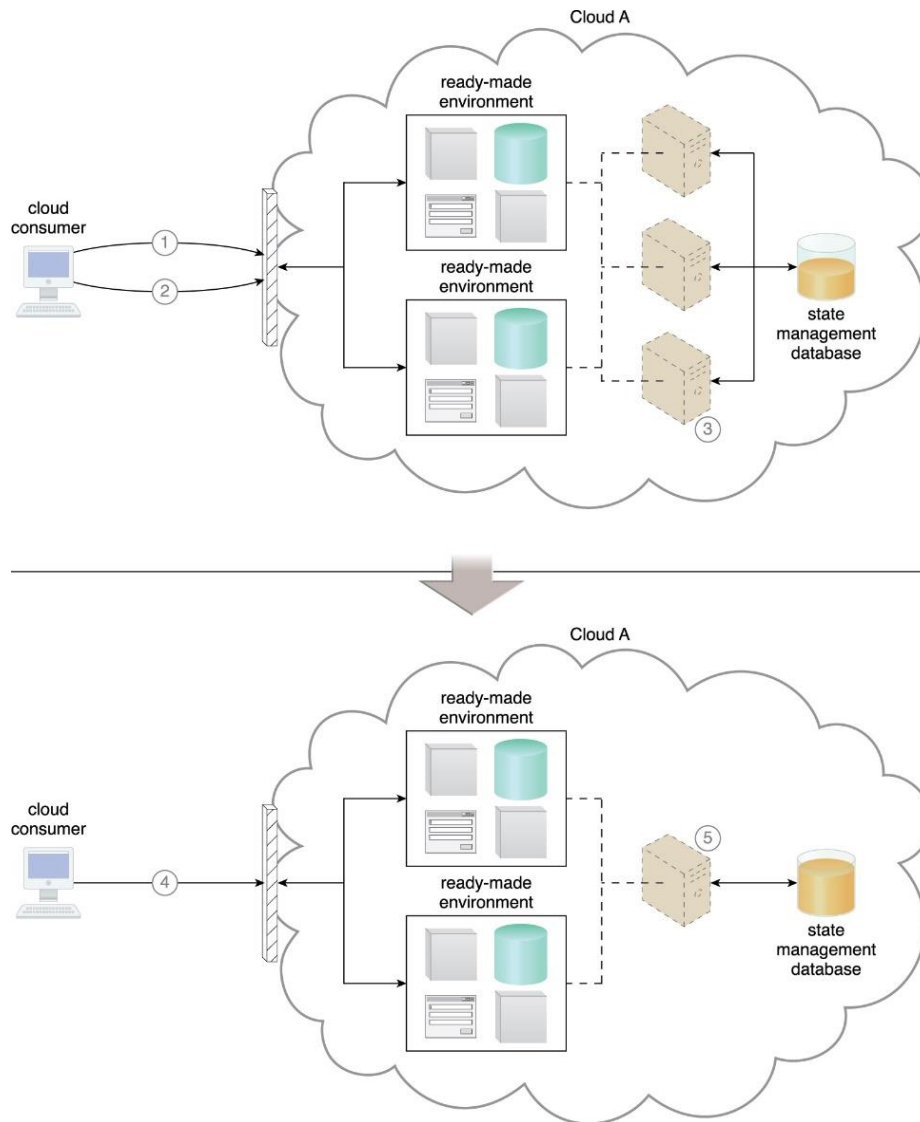 Cloud A
ready-made
environment
cloud
consumer
1
2
ready-made
environment
state
management
database
3
Cloud A
ready-made
environment
5
cloud
consumer
4
ready-made
environment
state
management
database